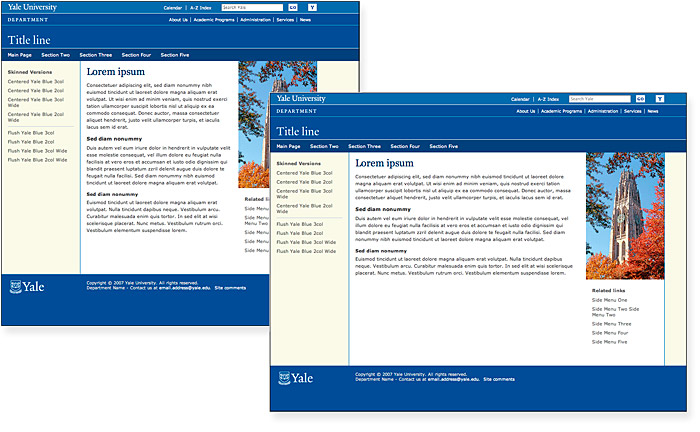 Yale University
Calendar | A-Z Index
Search Yale
GO
Y
DEPARTMENT
About Us | Academic Programs | Administration | Services | News
Title line
Main Page Section Two Section Three Section Four Section Five
Skinned Versions
Centered Yale Blue 3col
Centered Yale Blue 2col
Centered Yale Blue 3col
Wide
Centered Yale Blue 2col
Wide
Flush Yale Blue 3col
Flush Yale Blue 2col
Flush Yale Blue 3col Wide
Flush Yale Blue 2col Wide
Lorem ipsum
Consectetuer adipiscing elit, sed diam nonummy nibh
euismod tincidunt ut laoreet dolore magna aliquam erat
volutpat. Ut wisi enim ad minim veniam, quis nostrud exerci
tation ullamcorper suscipit lobortis nisl ut aliquip ex ea
commodo consequat. Donec auctor, massa consectetuer
aliquet hendrerit, justo velit ullamcorper turpis, et cursus
lacus sem id erat.
Sed diam nonummy
Duis autem vel eum iriure dolor in hendrerit in vulputate velit
esse molestie consequat, vel illum dolore eu feugiat nulla
facilisis at vero eros et accumsan et iusto odio dignissim qui
blandit praesent luptatum zzril delenit augue duis dolore te
feugait nulla facilisi. Sed diam nonummy nibh euismod
tincidunt ut laoreet dolore magna aliquam erat volutpat.
Sed diam nonummy
Euismod tincidunt ut laoreet dolore magna aliquam erat
volutpat. Nulla tincidunt dapibus neque. Vestibulum arcu.
Curabitur malesuada enim quis tortor. In sed elit at wisi
scelerisque placerat. Nunc metus. Vestibulum rutrum orci.
Vestibulum elementum suspendisse lorem.
Related
Side Men
Side Men
Menu Tw
Side Men
Side Men
Side Men
Yale
Copyright © 2007 Yale University. All rights reserved.
Department Name - Contact us at email.address@yale.edu. Site comments
Yale University
Calendar | A-Z Index
Search Yale
GO
Y
DEPARTMENT
About Us | Academic Programs | Administration | Services | News
Title line
Main Page Section Two Section Three Section Four Section Five
Skinned Versions
Centered Yale Blue 3col
Centered Yale Blue 2col
Centered Yale Blue 3col
Wide
Centered Yale Blue 2col
Wide
Flush Yale Blue 3col
Flush Yale Blue 2col
Flush Yale Blue 3col Wide
Flush Yale Blue 2col Wide
Lorem ipsum
Consectetuer adipiscing elit, sed diam nonummy nibh euismod tincidunt ut laoreet dolore magna
aliquam erat volutpat. Ut wisi enim ad minim veniam, quis nostrud exerci tation ullamcorper
suscipit lobortis nisl ut aliquip ex ea commodo consequat. Donec auctor, massa consectetuer
aliquet hendrerit, justo velit ullamcorper turpis, et cursus lacus sem id erat.
Sed diam nonummy
Duis autem vel eum iriure dolor in hendrerit in vulputate velit esse molestie consequat, vel
illum dolore eu feugiat nulla facilisis at vero eros et accumsan et iusto odio dignissim qui
blandit praesent luptatum zzril delenit augue duis dolore te feugait nulla facilisi. Sed diam
nonummy nibh euismod tincidunt ut laoreet dolore magna aliquam erat volutpat.
Sed diam nonummy
Euismod tincidunt ut laoreet dolore magna aliquam erat volutpat. Nulla tincidunt dapibus
neque. Vestibulum arcu. Curabitur malesuada enim quis tortor. In sed elit at wisi scelerisque
placerat. Nunc metus. Vestibulum rutrum orci. Vestibulum elementum suspendisse lorem.
Related links
Side Menu One
Side Menu Two Side
Menu Two
Side Menu Three
Side Menu Four
Side Menu Five
Yale
Copyright © 2007 Yale University. All rights reserved.
Department Name - Contact us at email.address@yale.edu. Site comments